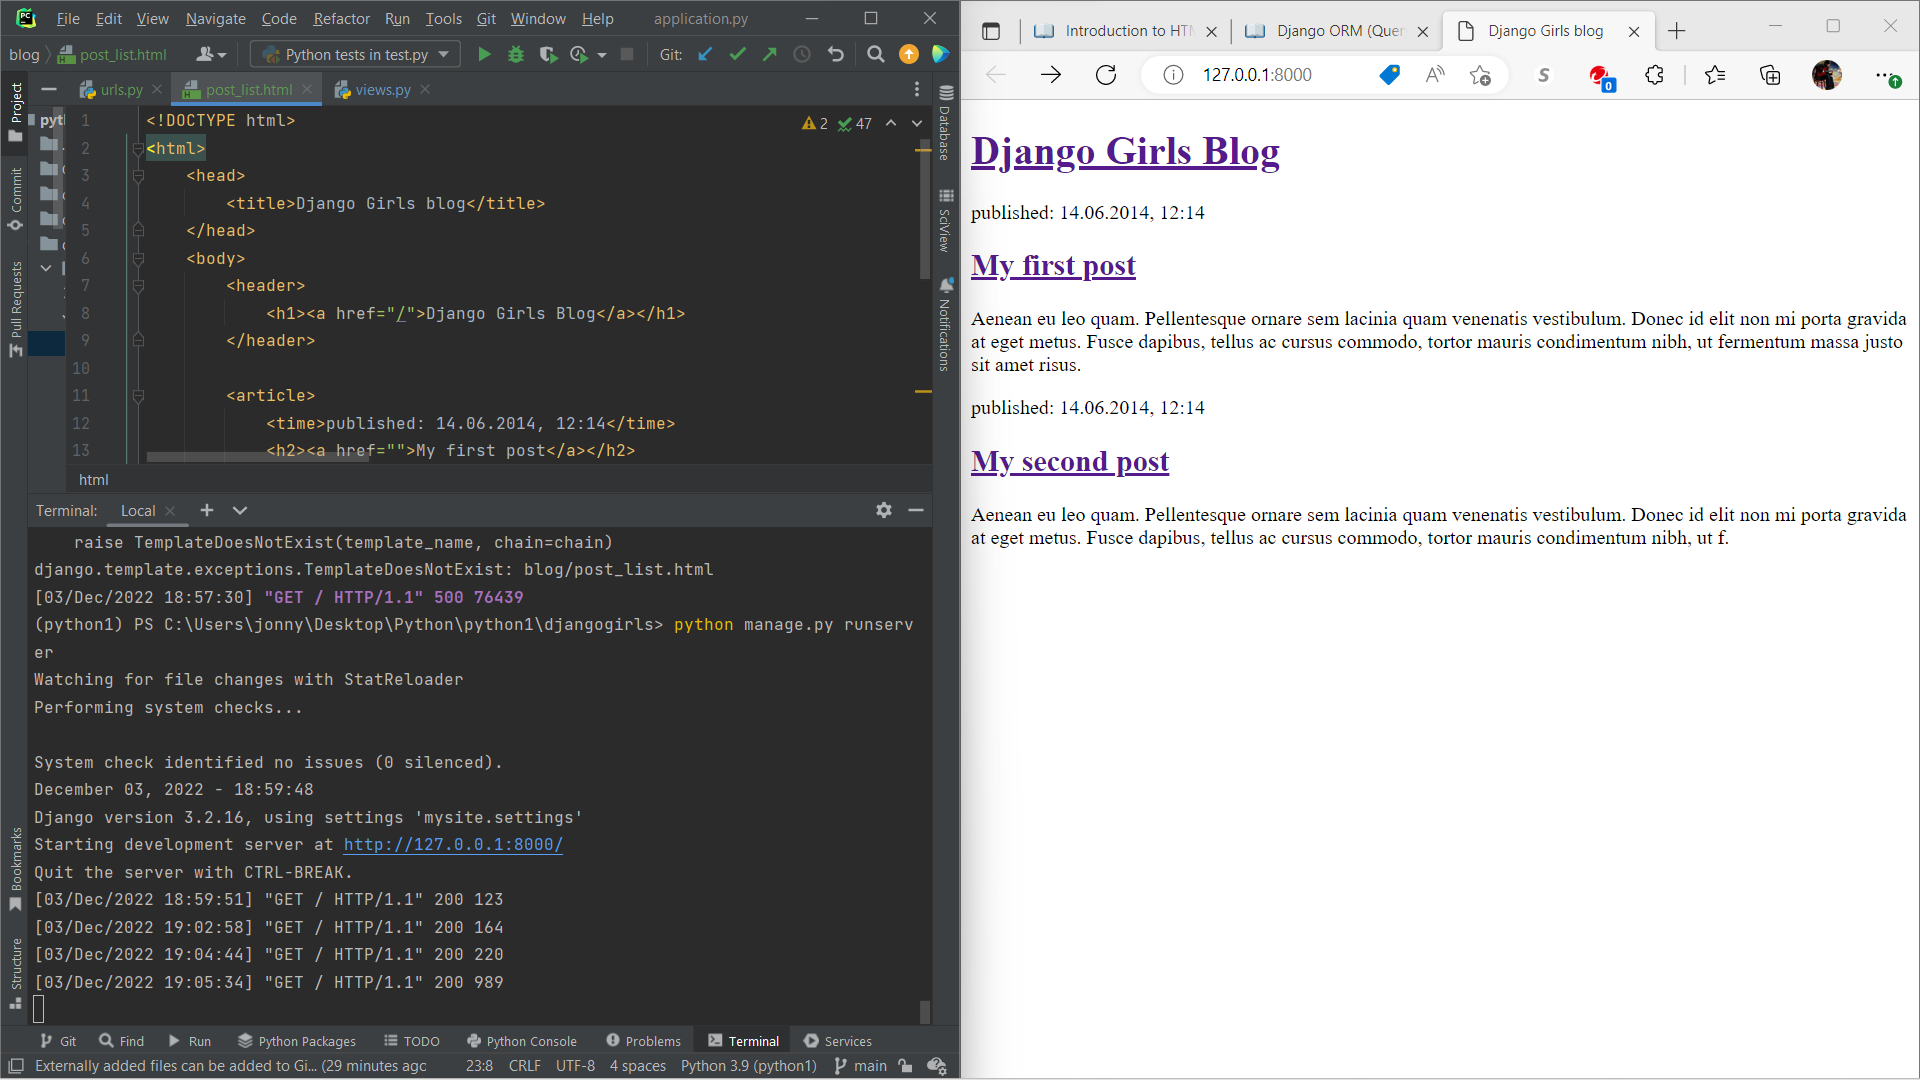 File Edit View Navigate Code Refactor Run Tools Git Window Help application.py
blog post_list.html Python tests in test.py Git:
urls.py post_list.html views.py
Project
Commit
Pull Requests
Bookmarks
Structure
pyt
1 <!DOCTYPE html>
2 <html>
3 <head>
4 <title>Django Girls blog</title>
5 </head>
6 <body>
7 <header>
8 <h1><a href="/">Django Girls Blog</a></h1>
9 </header>
10
11 <article>
12 <time>published: 14.06.2014, 12:14</time>
13 <h2><a href="">My first post</a></h2>
2 47
html
Database
SciView
Notifications
Terminal: Local
raise TemplateDoesNotExist(template_name, chain=chain)
django.template.exceptions.TemplateDoesNotExist: blog/post_list.html
[03/Dec/2022 18:57:30] "GET / HTTP/1.1" 500 76439
(python1) PS C:\Users\jonny\Desktop\Python\python1\djangogirls> python manage.py runserv
er
Watching for file changes with StatReloader
Performing system checks...
System check identified no issues (0 silenced).
December 03, 2022 - 18:59:48
Django version 3.2.16, using settings 'mysite.settings'
Starting development server at http://127.0.0.1:8000/
Quit the server with CTRL-BREAK.
[03/Dec/2022 18:59:51] "GET / HTTP/1.1" 200 123
[03/Dec/2022 19:02:58] "GET / HTTP/1.1" 200 164
[03/Dec/2022 19:04:44] "GET / HTTP/1.1" 200 220
[03/Dec/2022 19:05:34] "GET / HTTP/1.1" 200 989
Git Find Run Python Packages TODO Python Console Problems Terminal Services
Externally added files can be added to Gi... (29 minutes agc 23:8 CRLF UTF-8 4 spaces Python 3.9 (python1) main
Introduction to HTM Django ORM (Quer Django Girls blog
127.0.0.1:8000 0
Django Girls Blog
published: 14.06.2014, 12:14
My first post
Aenean eu leo quam. Pellentesque ornare sem lacinia quam venenatis vestibulum. Donec id elit non mi porta gravida
at eget metus. Fusce dapibus, tellus ac cursus commodo, tortor mauris condimentum nibh, ut fermentum massa justo
sit amet risus.
published: 14.06.2014, 12:14
My second post
Aenean eu leo quam. Pellentesque ornare sem lacinia quam venenatis vestibulum. Donec id elit non mi porta gravida
at eget metus. Fusce dapibus, tellus ac cursus commodo, tortor mauris condimentum nibh, ut f.